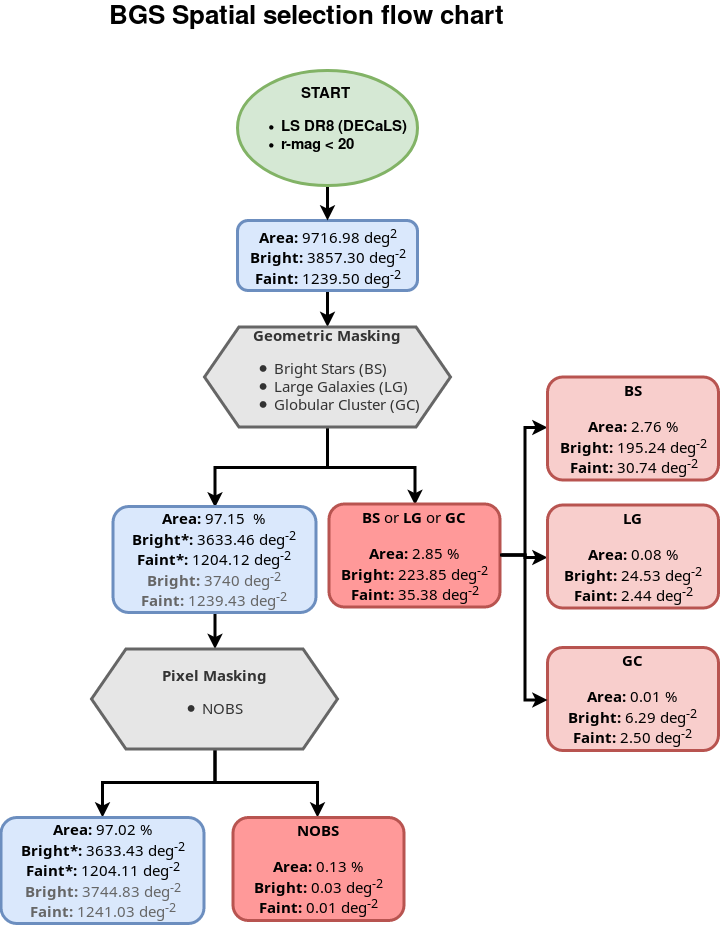 BGS Spatial selection flow chart
START
• LS DR8 (DECaLS)
• r-mag < 20
Area: 9716.98 deg²
Bright: 3857.30 deg⁻²
Faint: 1239.50 deg⁻²
Geometric Masking
• Bright Stars (BS)
• Large Galaxies (LG)
• Globular Cluster (GC)
BS
Area: 2.76 %
Bright: 195.24 deg⁻²
Faint: 30.74 deg⁻²
Area: 97.15 %
Bright*: 3633.46 deg⁻²
Faint*: 1204.12 deg⁻²
Bright: 3740 deg⁻²
Faint: 1239.43 deg⁻²
BS or LG or GC
Area: 2.85 %
Bright: 223.85 deg⁻²
Faint: 35.38 deg⁻²
LG
Area: 0.08 %
Bright: 24.53 deg⁻²
Faint: 2.44 deg⁻²
GC
Area: 0.01 %
Bright: 6.29 deg⁻²
Faint: 2.50 deg⁻²
Pixel Masking
• NOBS
Area: 97.02 %
Bright*: 3633.43 deg⁻²
Faint*: 1204.11 deg⁻²
Bright: 3744.83 deg⁻²
Faint: 1241.03 deg⁻²
NOBS
Area: 0.13 %
Bright: 0.03 deg⁻²
Faint: 0.01 deg⁻²